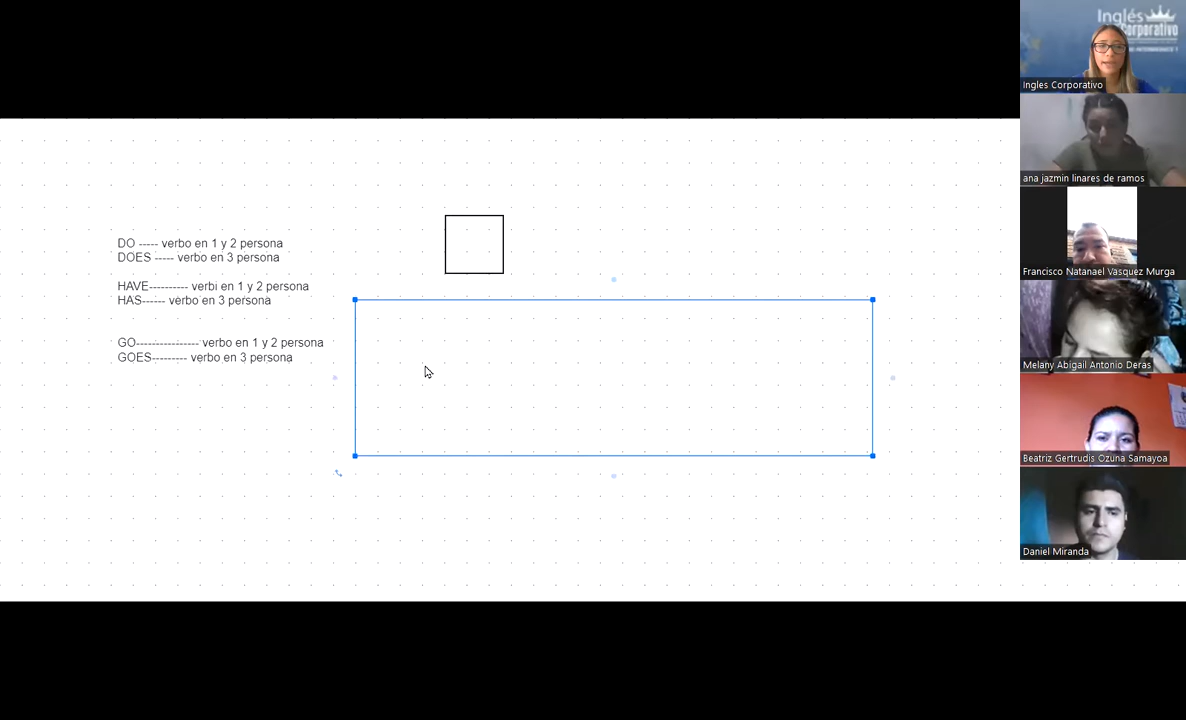 DO ----- verbo en 1 y 2 persona
DOES ----- verbo en 3 persona
HAVE---------- verbi en 1 y 2 persona
HAS------ verbo en 3 persona
GO---------------- verbo en 1 y 2 persona
GOES--------- verbo en 3 persona
Inglés
Corporativo
Ingles Corporativo
ana jazmin linares de ramos
Francisco Natanael Vasquez Murga
Melany Abigail Antonio Deras
Beatriz Gertrudis Ozuna Samayoa
Daniel Miranda